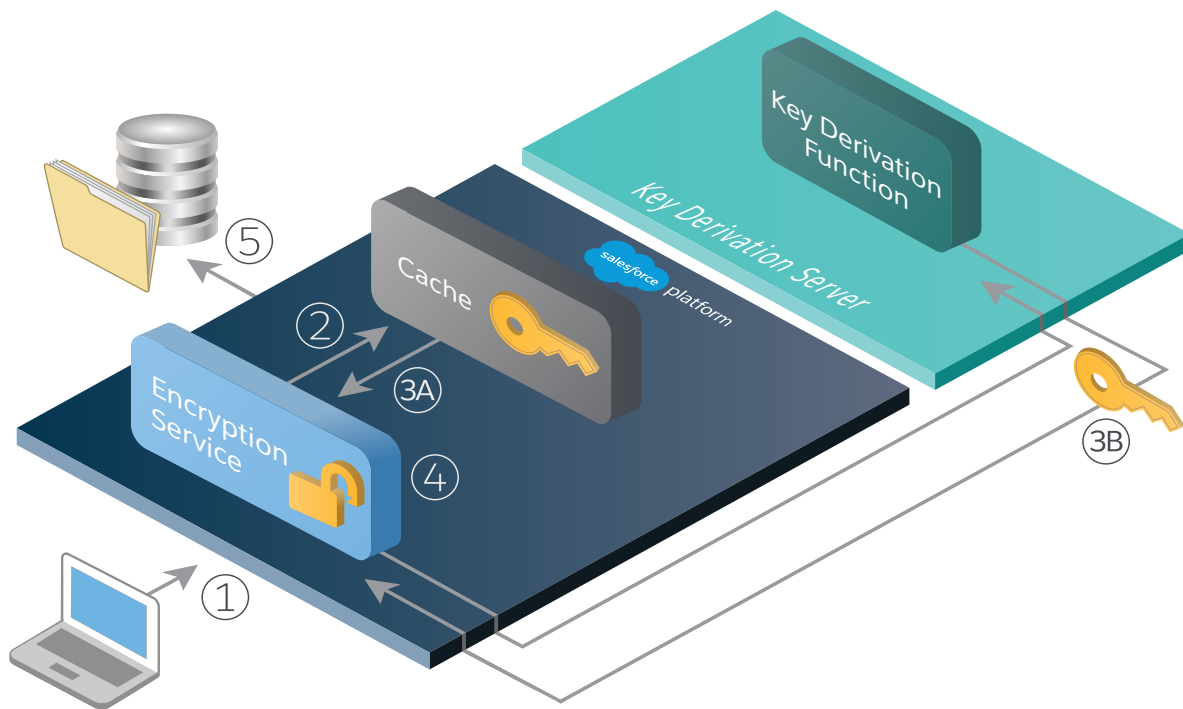 Key Derivation
Function
Key Derivation Server
salesforce
platform
Cache
5
2
3A
Encryption
Service
4
3B
1